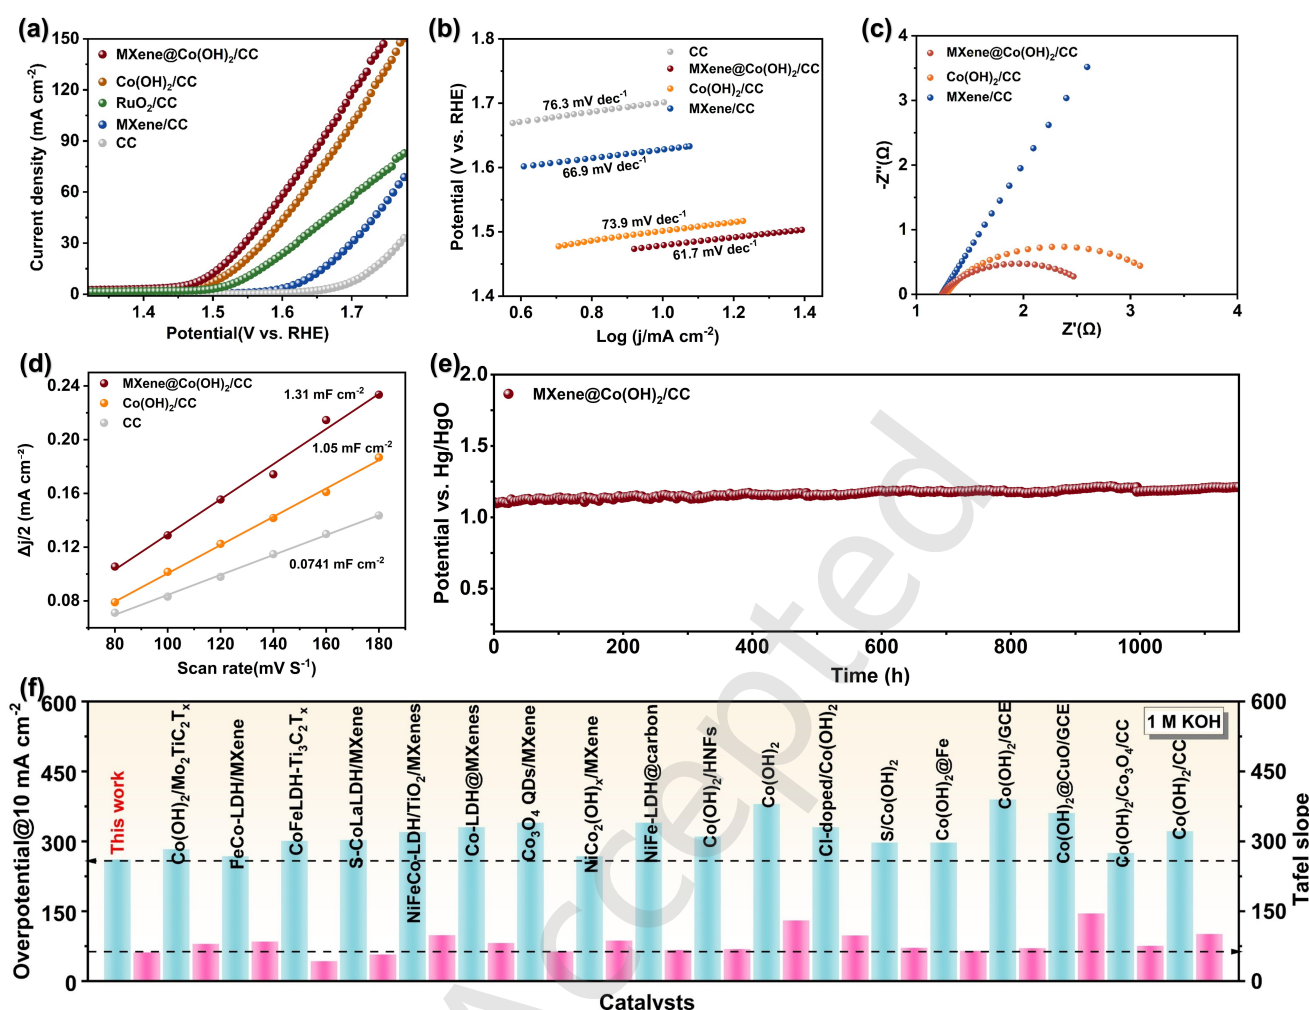 (a)
150
120
90
60
30
0
Current density (mA cm⁻²)
MXene@Co(OH)₂/CC
Co(OH)₂/CC
RuO₂/CC
MXene/CC
CC
1.4 1.5 1.6 1.7
Potential(V vs. RHE)
(b)
1.8
1.7
1.6
1.5
1.4
Potential (V vs. RHE)
CC
MXene@Co(OH)₂/CC
Co(OH)₂/CC
MXene/CC
76.3 mV dec⁻¹
66.9 mV dec⁻¹
73.9 mV dec⁻¹
61.7 mV dec⁻¹
0.6 0.8 1.0 1.2 1.4
Log (j/mA cm⁻²)
(c)
4
3
2
1
0
-Z''(Ω)
MXene@Co(OH)₂/CC
Co(OH)₂/CC
MXene/CC
1 2 3 4
Z'(Ω)
(d)
0.24
0.20
0.16
0.12
0.08
Δj/2 (mA cm⁻²)
MXene@Co(OH)₂/CC
Co(OH)₂/CC
CC
1.31 mF cm⁻²
1.05 mF cm⁻²
0.0741 mF cm⁻²
80 100 120 140 160 180
Scan rate(mV S⁻¹)
(e)
2.0
1.5
1.0
0.5
Potential vs. Hg/HgO
MXene@Co(OH)₂/CC
0 200 400 600 800 1000
Time (h)
(f)
600
450
300
150
0
Overpotential@10 mA cm⁻²
This work
Co(OH)₂/Mo₂TiC₂Tₓ
FeCo-LDH/MXene
CoFeLDH-Ti₃C₂Tₓ
S-CoLaLDH/MXene
NiFeCo-LDH/TiO₂/MXenes
Co-LDH@MXenes
Co₃O₄ QDs/MXene
NiCo₂(OH)ₓ/MXene
NiFe-LDH@carbon
Co(OH)₂/HNFs
Co(OH)₂
Cl-doped/Co(OH)₂
S/Co(OH)₂
Co(OH)₂@Fe
Co(OH)₂/GCE
Co(OH)₂@CuO/GCE
Co(OH)₂/Co₃O₄/CC
Co(OH)₂/CC
1 M KOH
600
450
300
150
0
Tafel slope
Catalysts
Accepted